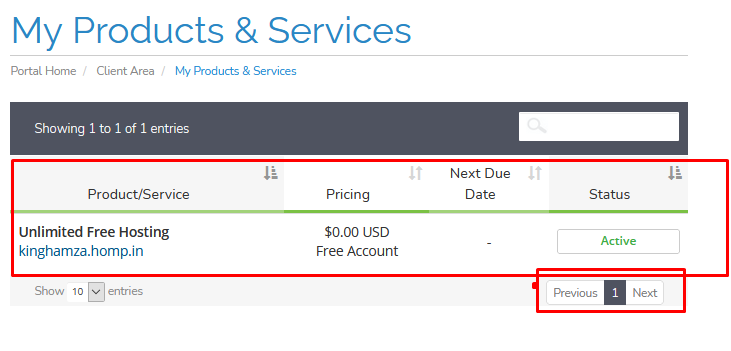 My Products & Services
Portal Home / Client Area / My Products & Services
Showing 1 to 1 of 1 entries
Product/Service Pricing Next Due Date Status
Unlimited Free Hosting $0.00 USD
kinghamza.homp.in Free Account - Active
Show 10 entries Previous 1 Next